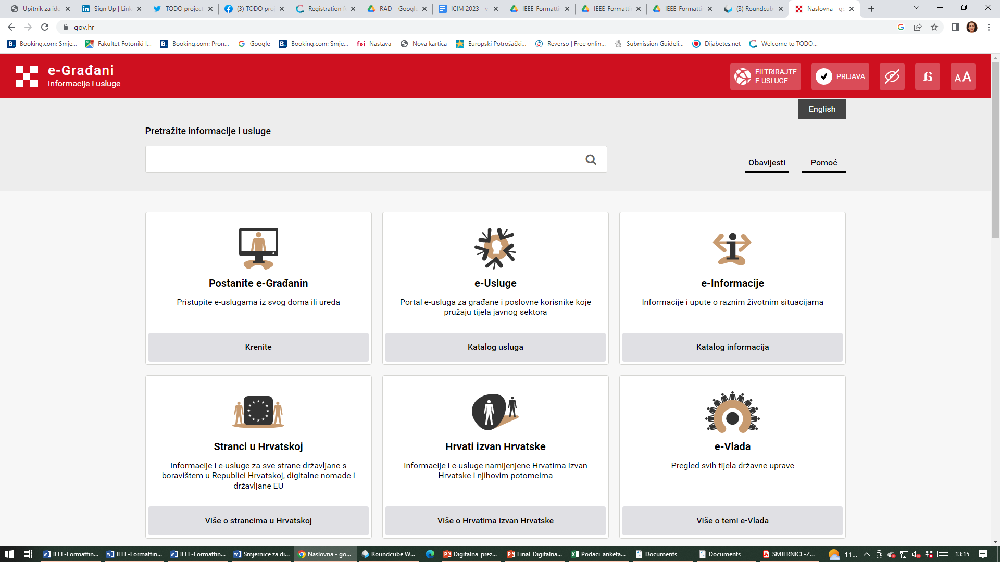 Upitnik za ide
Sign Up | Link
TODO project
(3) TODO pro
Registration f
RAD – Google
ICIM 2023 - v
IEEE-Formattin
IEEE-Formattin
IEEE-Formattin
(3) Roundcub
Naslovna - go
gov.hr
Booking.com: Smje...
Fakultet Fotoniki I...
Booking.com: Pron...
Google
Booking.com: Smje...
foi Nastava
Nova kartica
Europski Potrošački...
Reverso | Free onlin...
Submission Guideli...
Dijabetes.net
Welcome to TODO...
e-Građani
Informacije i usluge
FILTRIRAJTE
E-USLUGE
PRIJAVA
a
AA
English
Pretražite informacije i usluge
Obavijesti
Pomoć
Postanite e-Građanin
Pristupite e-uslugama iz svog doma ili ureda
Krenite
e-Usluge
Portal e-usluga za građane i poslovne korisnike koje
pružaju tijela javnog sektora
Katalog usluga
e-Informacije
Informacije i upute o raznim životnim situacijama
Katalog informacija
Stranci u Hrvatskoj
Informacije i e-usluge za sve strane državljane s
boravištem u Republici Hrvatskoj, digitalne nomade i
državljane EU
Više o strancima u Hrvatskoj
Hrvati izvan Hrvatske
Informacije i e-usluge namijenjene Hrvatima izvan
Hrvatske i njihovim potomcima
Više o Hrvatima izvan Hrvatske
e-Vlada
Pregled svih tijela državne uprave
Više o temi e-Vlada
IEEE-Formattin...
IEEE-Formattin...
IEEE-Formattin...
Smjernice za di...
Naslovna - go...
Roundcube W...
Digitalna_prez...
Final_Digitalna...
Podaci_anketa...
Documents
Documents
SMJERNICE-Z...
11...
13:15